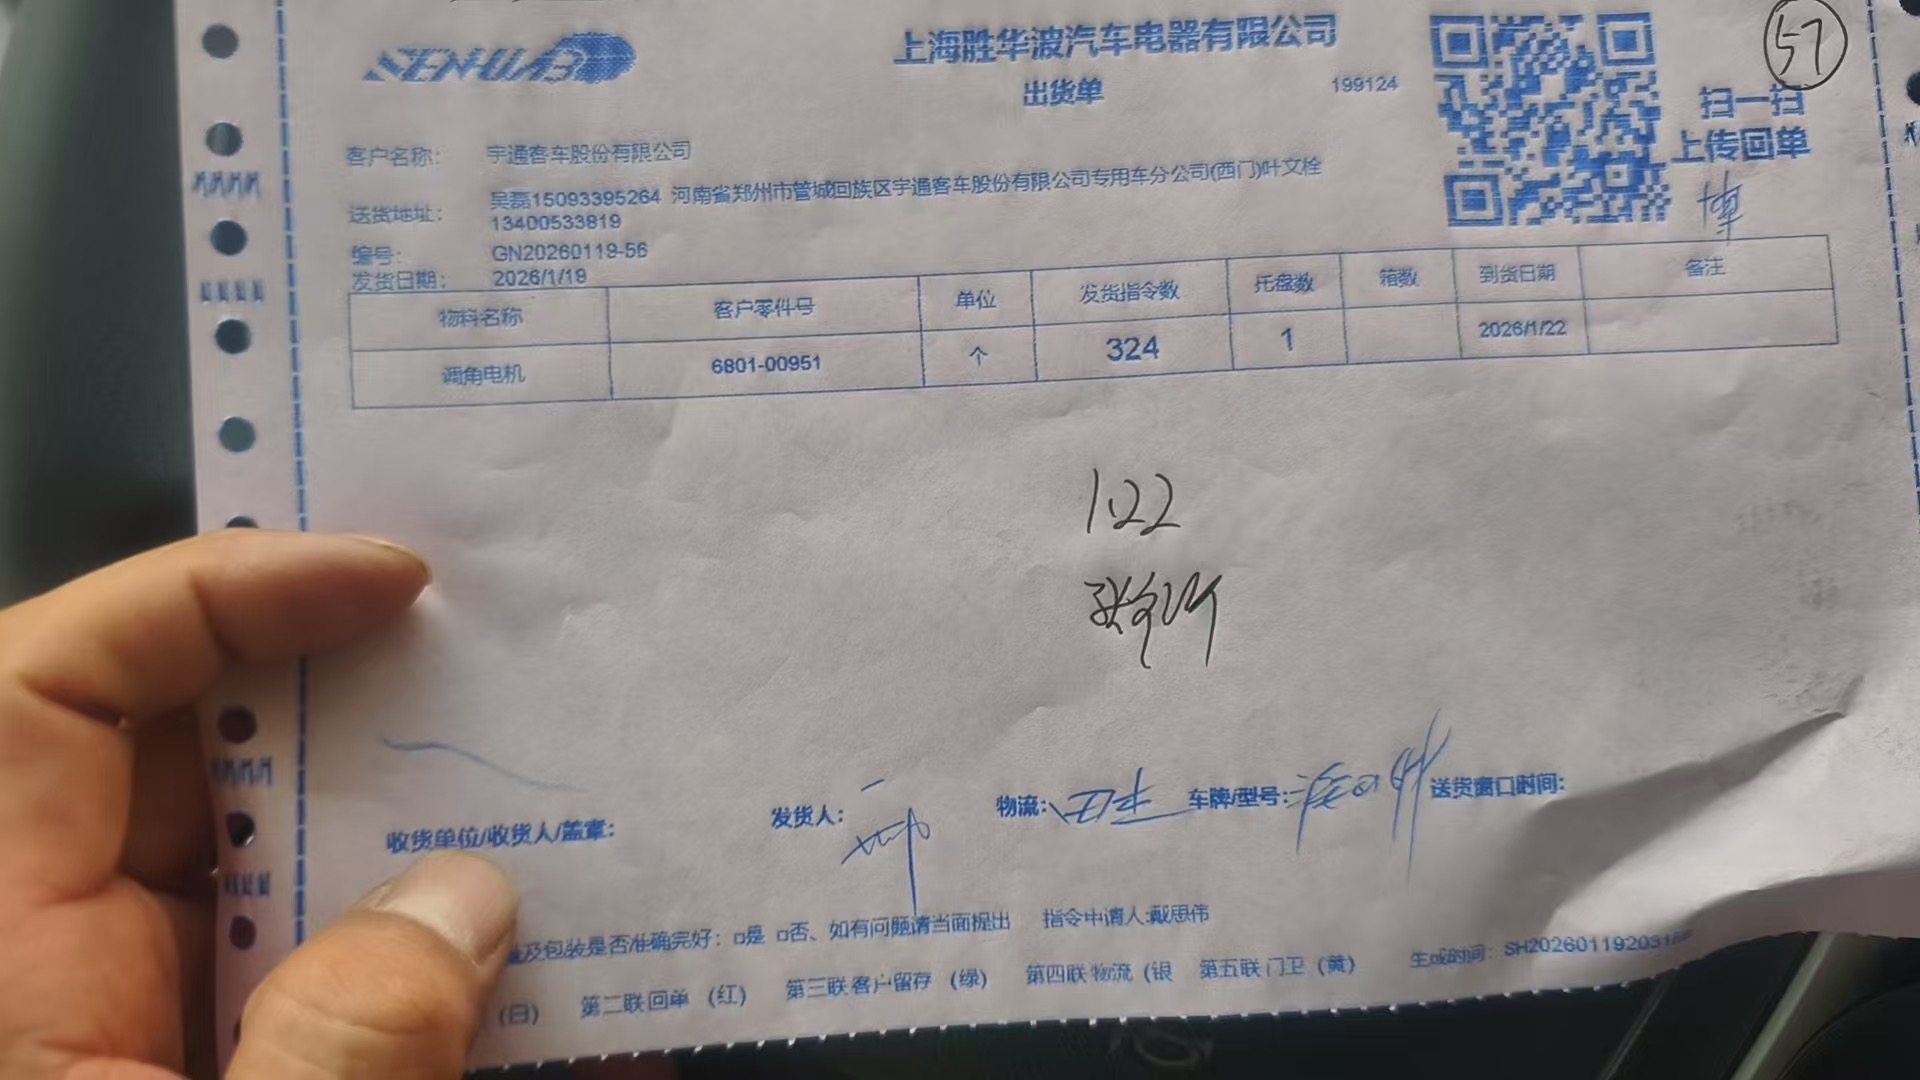 SENHUAB
上海胜华波汽车电器有限公司
出货单
199124
57
扫一扫
上传回单
客户名称： 宇通客车股份有限公司
送货地址： 吴磊15093395264 河南省郑州市管城回族区宇通客车股份有限公司专用车分公司(西门)叶文栓
13400533819
编号： GN20260119-56
发货日期： 2026/1/19
物料名称 客户零件号 单位 发货指令数 托盘数 箱数 到货日期 备注
调角电机 6801-00951 个 324 1 2026/1/22
1.22
收货单位/收货人/盖章： 发货人： 物流： 车牌/型号： 送货窗口时间：
及包装是否准确完好：□是 □否、如有问题请当面提出 指令申请人:戴思伟
(白) 第二联 回单 (红) 第三联 客户留存 (绿) 第四联 物流 (银 第五联 门卫 (黄) 生成时间： SH20260119203